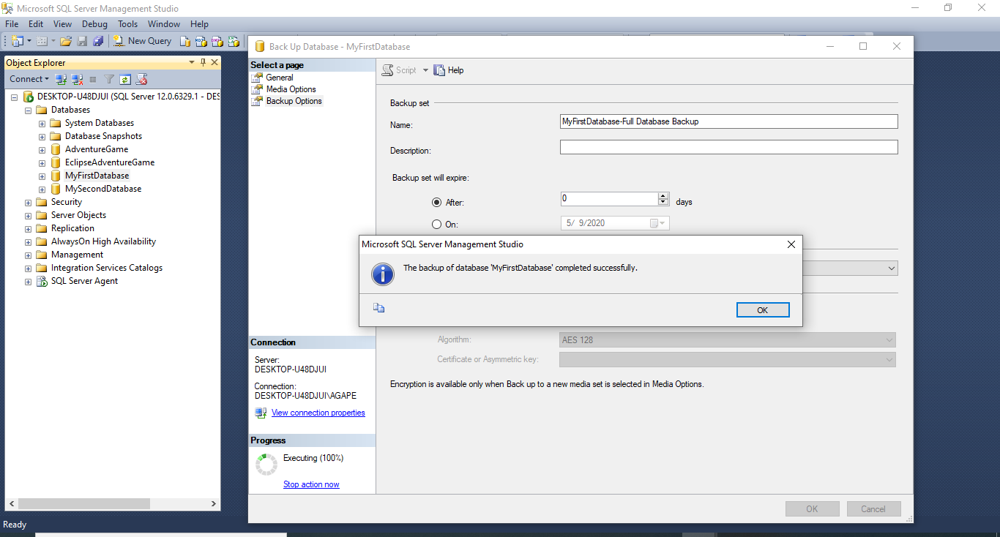 Microsoft SQL Server Management Studio
File Edit View Debug Tools Window Help
New Query
Object Explorer
Connect
DESKTOP-U48DJUI (SQL Server 12.0.6329.1 - DES
Databases
System Databases
Database Snapshots
AdventureGame
EclipseAdventureGame
MyFirstDatabase
MySecondDatabase
Security
Server Objects
Replication
AlwaysOn High Availability
Management
Integration Services Catalogs
SQL Server Agent
Back Up Database - MyFirstDatabase
Select a page
General
Media Options
Backup Options
Script Help
Backup set
Name: MyFirstDatabase-Full Database Backup
Description:
Backup set will expire:
After: 0 days
On: 5/ 9/2020
Microsoft SQL Server Management Studio
The backup of database 'MyFirstDatabase' completed successfully.
OK
Algorithm: AES 128
Certificate or Asymmetric key:
Encryption is available only when Back up to a new media set is selected in Media Options.
Connection
Server:
DESKTOP-U48DJUI
Connection:
DESKTOP-U48DJUI\AGAPE
View connection properties
Progress
Executing (100%)
Stop action now
OK Cancel
Ready